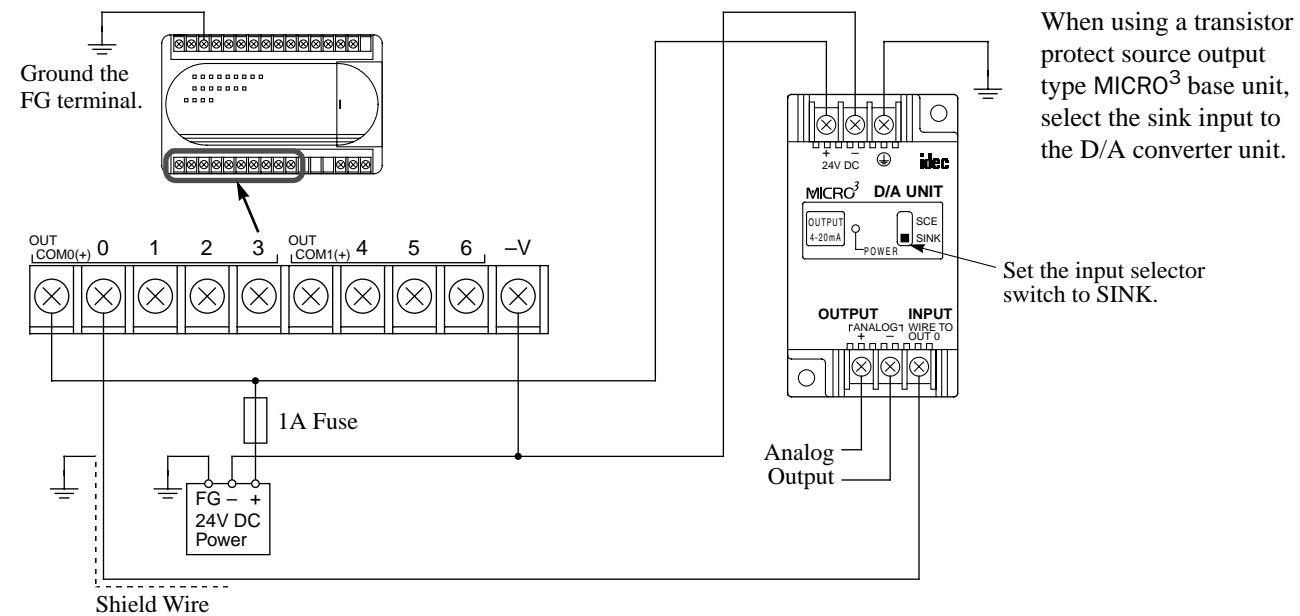 Ground the
FG terminal.
When using a transistor
protect source output
type MICRO3 base unit,
select the sink input to
the D/A converter unit.
+ –
24V DC
idec
MICRO3 D/A UNIT
OUTPUT
4-20mA
POWER
SCE
SINK
Set the input selector
switch to SINK.
OUT
COM0(+) 0 1 2 3
OUT
COM1(+) 4 5 6 –V
OUTPUT INPUT
ANALOG WIRE TO
+ – OUT 0
1A Fuse
Analog
Output
FG – +
24V DC
Power
Shield Wire